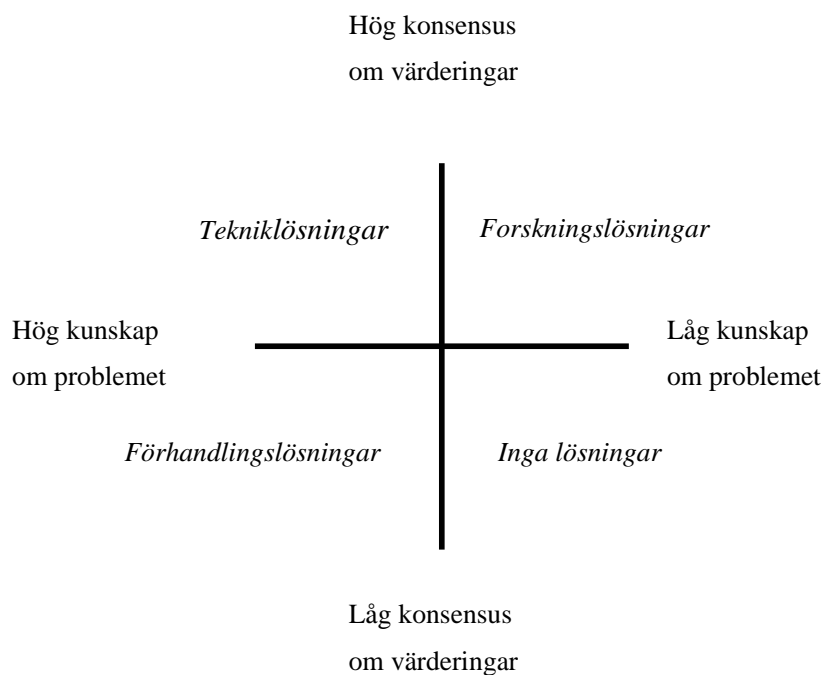 Hög konsensus
om värderingar
Tekniklösningar
Forskningslösningar
Hög kunskap
om problemet
Låg kunskap
om problemet
Förhandlingslösningar
Inga lösningar
Låg konsensus
om värderingar